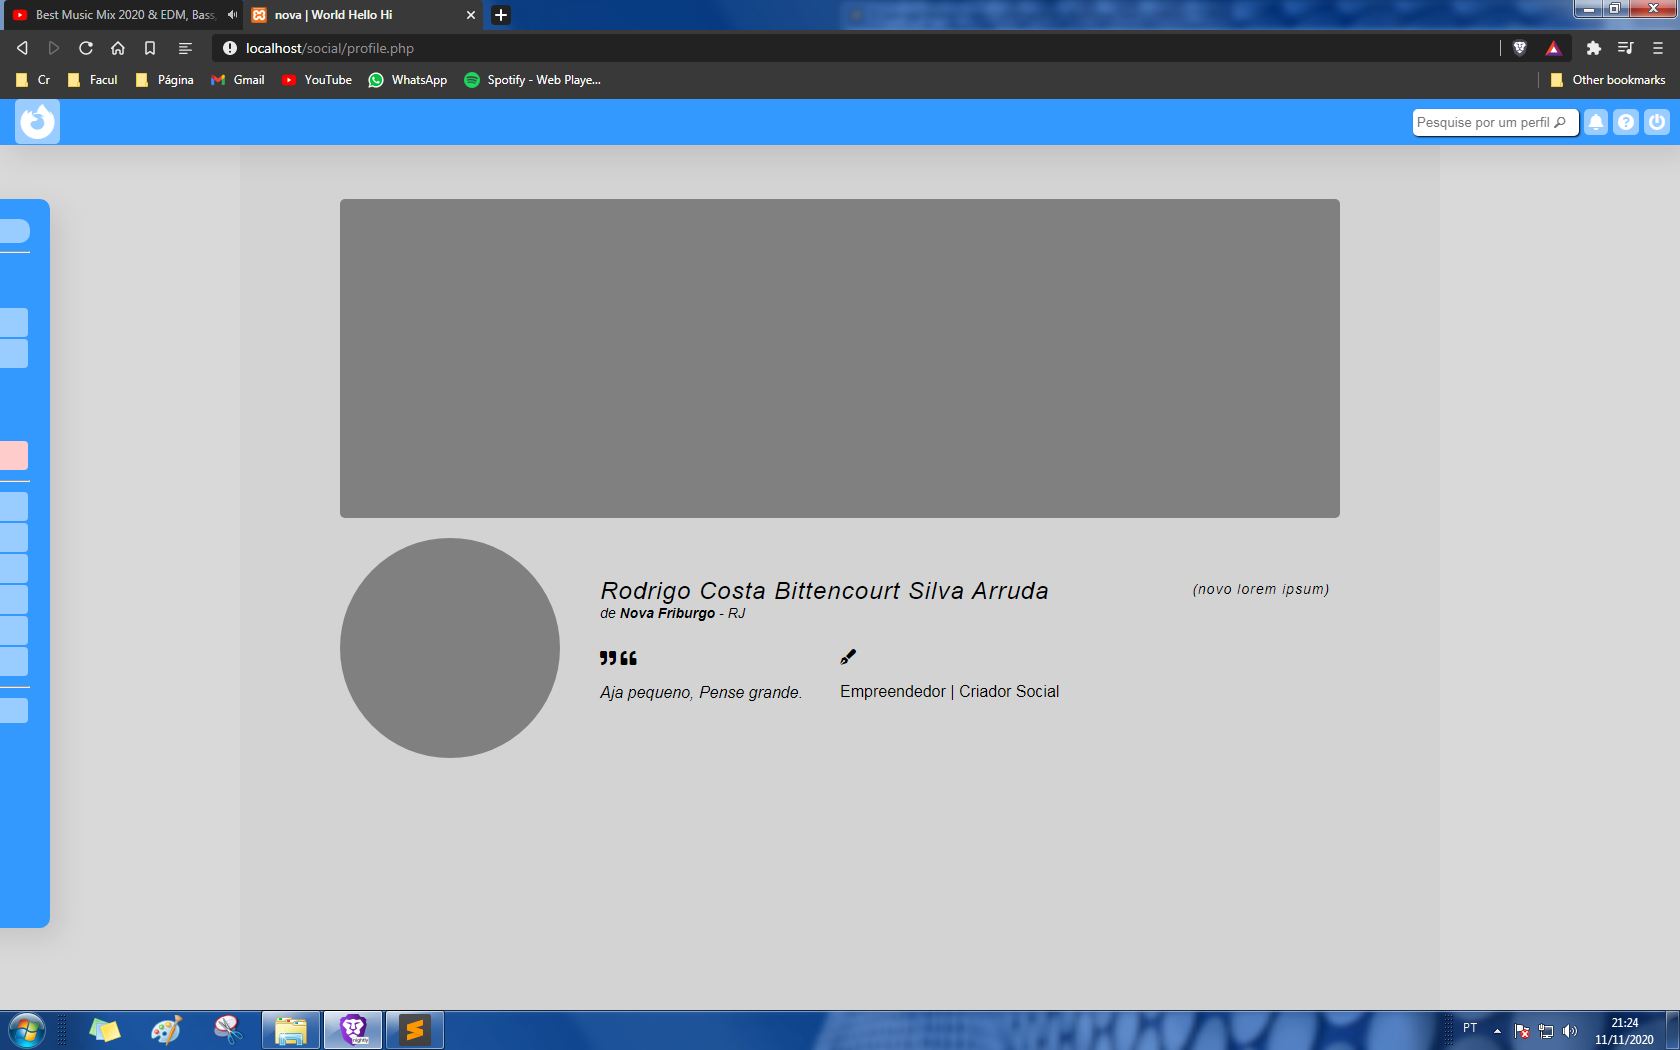 Best Music Mix 2020 & EDM, Bass,
nova | World Hello Hi
localhost/social/profile.php
Cr Facul Página Gmail YouTube WhatsApp Spotify - Web Playe... Other bookmarks
Pesquise por um perfil
Rodrigo Costa Bittencourt Silva Arruda
(novo lorem ipsum)
de Nova Friburgo - RJ
Aja pequeno, Pense grande.
Empreendedor | Criador Social
nightly
PT
21:24
11/11/2020